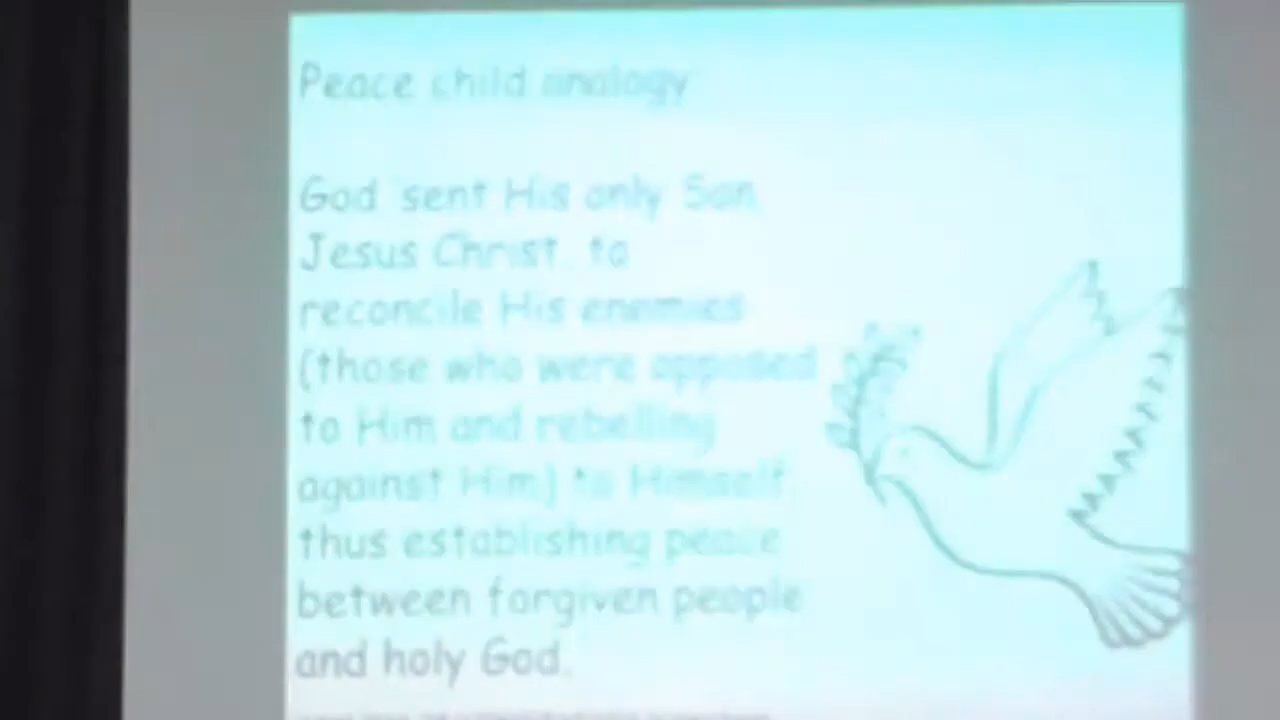 Peace child analogy
God sent His only Son,
Jesus Christ, to
reconcile His enemies
(those who were opposed
to Him and rebelling
against Him) to Himself,
thus establishing peace
between forgiven people
and holy God.